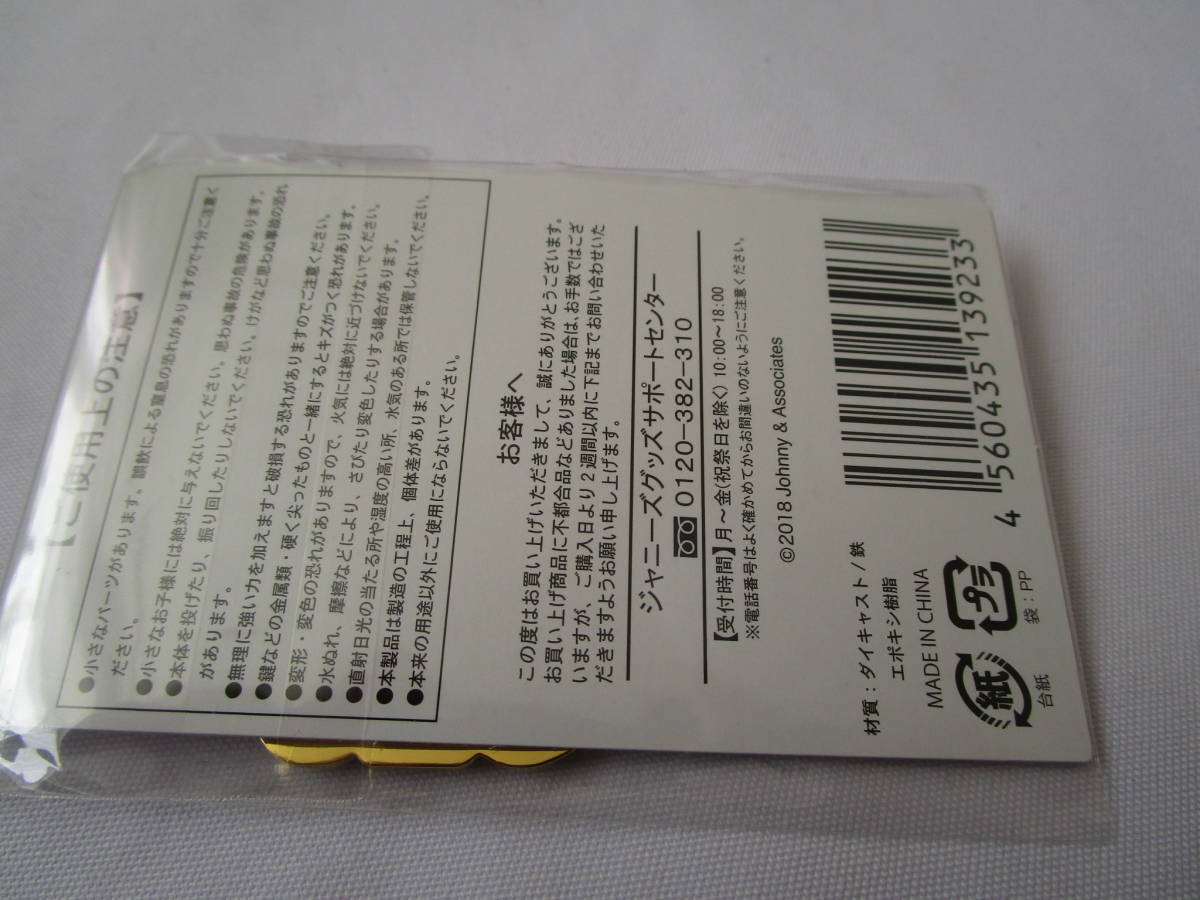 【ご使用上の注意】
●小さなパーツがあります。誤飲による窒息の恐れがありますので十分ご注意く
ださい。
●小さなお子様には絶対に与えないでください。思わぬ事故の危険があります。
●本体を投げたり、振り回したりしないでください。けがなど思わぬ事故の恐れ
があります。
●無理に強い力を加えますと破損する恐れがありますのでご注意ください。
●鍵などの金属類・硬く尖ったものと一緒にするとキズがつく恐れがあります。
●変形・変色の恐れがありますので、火気には絶対に近づけないでください。
●水ぬれ、摩擦などにより、さびたり変色したりする場合があります。
●直射日光の当たる所や湿度の高い所、水気のある所では保管しないでください。
●本製品は製造の工程上、個体差があります。
●本来の用途以外にご使用にならないでください。
お客様へ
この度はお買い上げいただきまして、誠にありがとうございます。
お買い上げ商品に不都合品などありました場合は、お手数ではござ
いますが、ご購入日より2週間以内に下記までお問い合わせいた
だきますようお願い申し上げます。
ジャニーズグッズサポートセンター
0120-382-310
【受付時間】月～金(祝祭日を除く) 10:00～18:00
※電話番号はよく確かめてからお間違いのないようにご注意ください。
©2018 Johnny & Associates
4 560435 139233
材質：ダイキャスト/鉄
エポキシ樹脂
MADE IN CHINA
紙 プラ
台紙 袋：PP